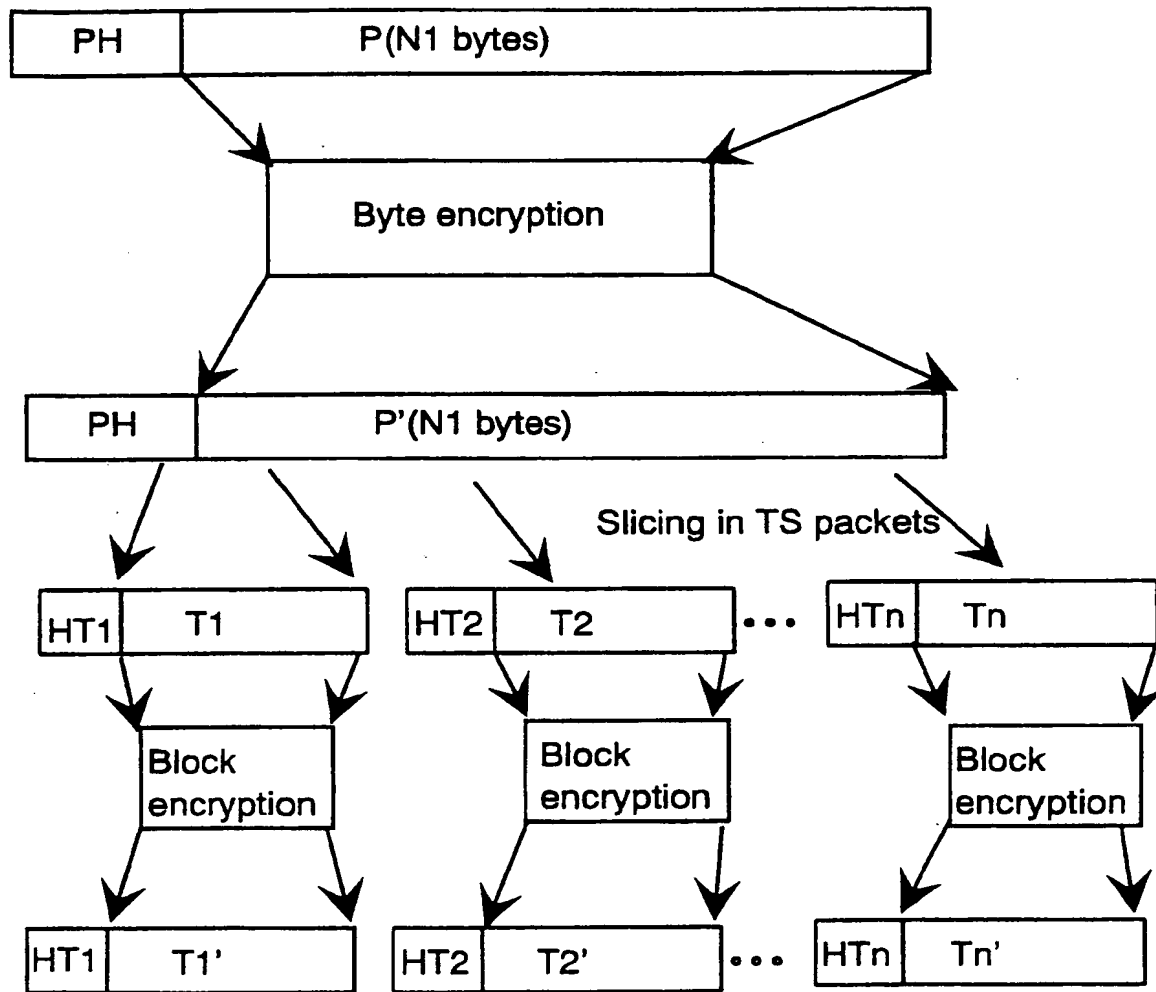 PH P(N1 bytes)
Byte encryption
PH P'(N1 bytes)
Slicing in TS packets
HT1 T1 HT2 T2 ... HTn Tn
Block encryption Block encryption Block encryption
HT1 T1' HT2 T2' ... HTn Tn'